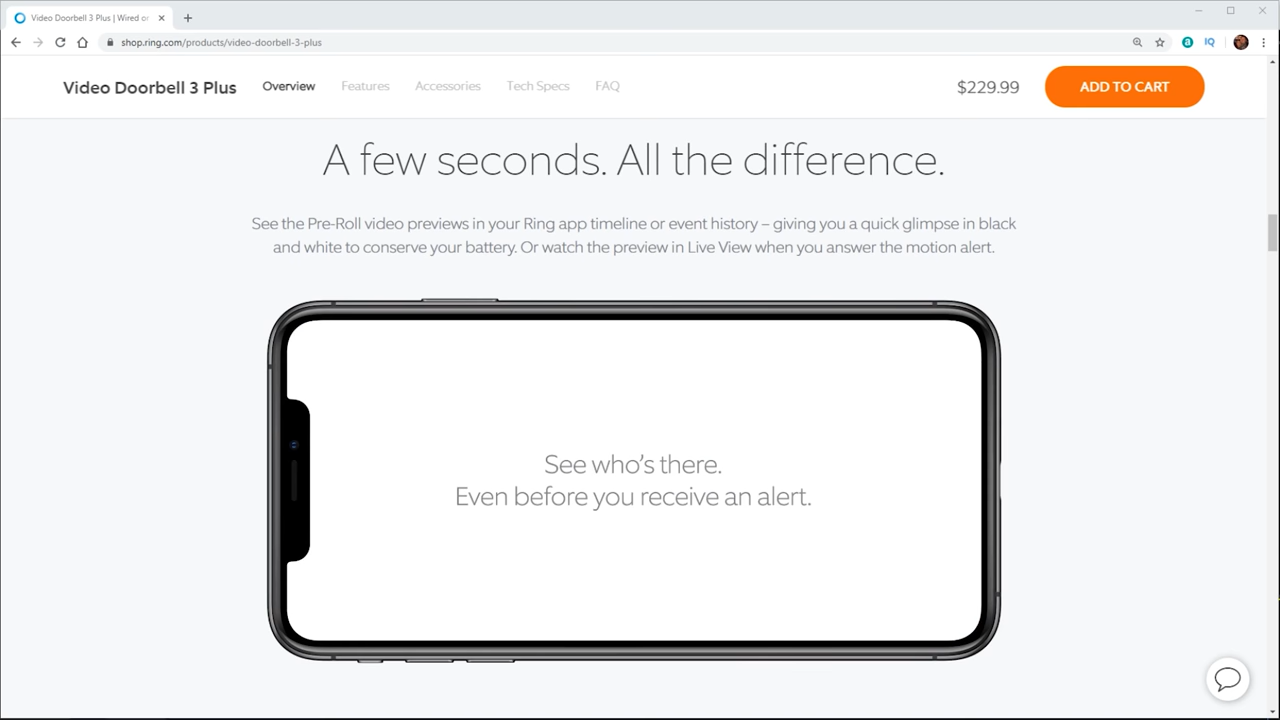 Video Doorbell 3 Plus | Wired or
shop.ring.com/products/video-doorbell-3-plus
Video Doorbell 3 Plus Overview Features Accessories Tech Specs FAQ $229.99 ADD TO CART
A few seconds. All the difference.
See the Pre-Roll video previews in your Ring app timeline or event history – giving you a quick glimpse in black
and white to conserve your battery. Or watch the preview in Live View when you answer the motion alert.
See who's there.
Even before you receive an alert.